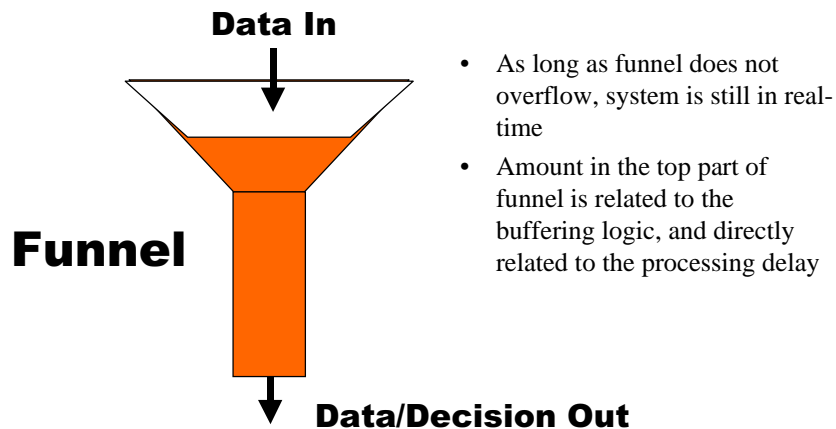 Data In
• As long as funnel does not
overflow, system is still in real-
time
• Amount in the top part of
funnel is related to the
buffering logic, and directly
related to the processing delay
Funnel
Data/Decision Out